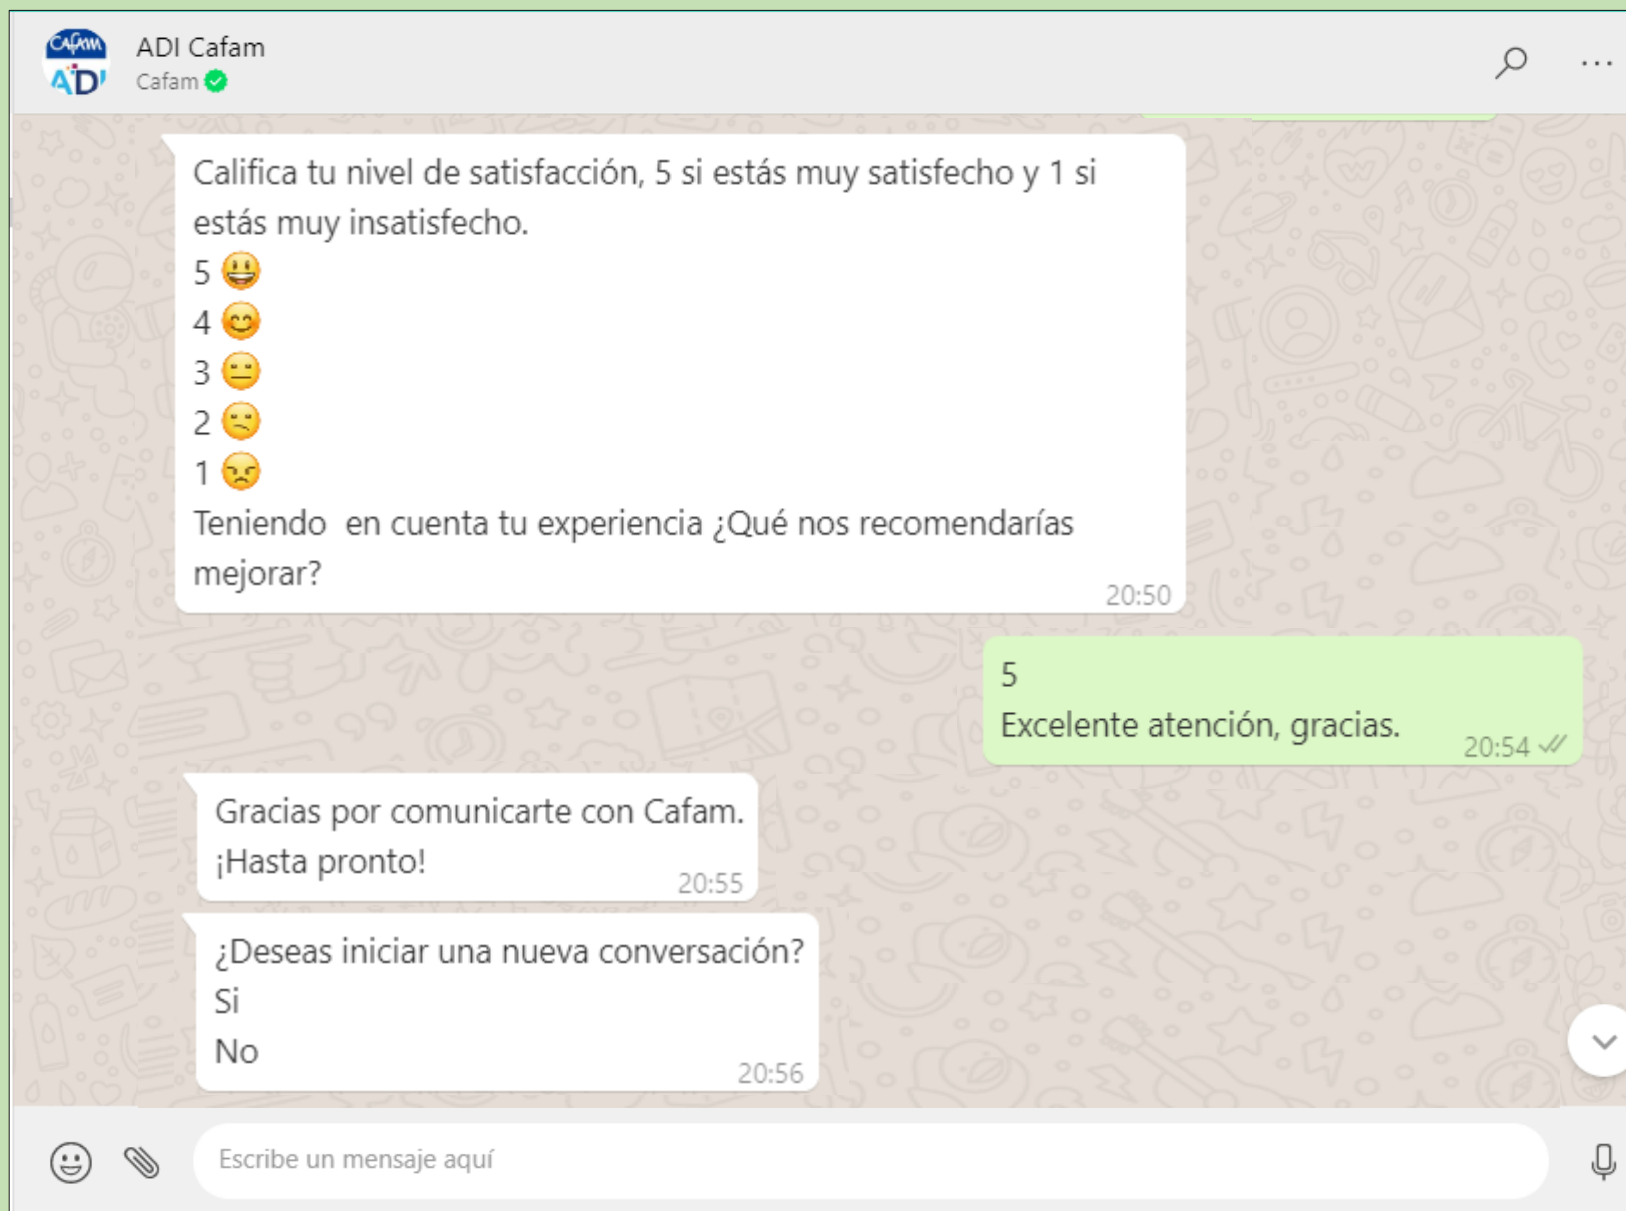 CAFAM
ADI
ADI Cafam
Cafam
Califica tu nivel de satisfacción, 5 si estás muy satisfecho y 1 si
estás muy insatisfecho.
5 😃
4 😊
3 😐
2 😕
1 😠
Teniendo  en cuenta tu experiencia ¿Qué nos recomendarías
mejorar?
20:50
5
Excelente atención, gracias.
20:54
Gracias por comunicarte con Cafam.
¡Hasta pronto!
20:55
¿Deseas iniciar una nueva conversación?
Si
No
20:56
Escribe un mensaje aquí